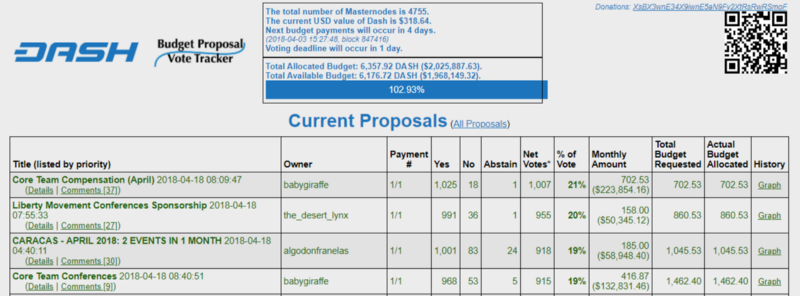 The total number of Masternodes is 4755.
The current USD value of Dash is $318.64.
Next budget payments will occur in 4 days.
(2018-04-03 15:27:48, block 847416)
Voting deadline will occur in 1 day.
Donations:
DASH
Budget Proposal
Vote Tracker
Total Allocated Budget: 6,357.92 DASH ($2,025,887.63).
Total Available Budget: 6,176.72 DASH ($1,968,149.32).
102.93%
Current Proposals (All Proposals)
Title (listed by priority) Owner Payment # Yes No Abstain Net Votes* % of Vote Monthly Amount Total Budget Requested Actual Budget Allocated History
Core Team Compensation (April) 2018-04-18 08:09:47
(Details | Comments [37]) babygiraffe 1/1 1,025 18 1 1,007 21% 702.53 ($223,854.16) 702.53 702.53 Graph
Liberty Movement Conferences Sponsorship 2018-04-18
07:55:33
(Details | Comments [27]) the_desert_lynx 1/1 991 36 1 955 20% 158.00 ($50,345.12) 860.53 860.53 Graph
CARACAS - APRIL 2018: 2 EVENTS IN 1 MONTH 2018-04-18
04:40:11
(Details | Comments [30]) algodonfranelas 1/1 1,001 83 24 918 19% 185.00 ($58,948.40) 1,045.53 1,045.53 Graph
Core Team Conferences 2018-04-18 08:40:51
(Details | Comments [9]) babygiraffe 1/1 968 53 5 915 19% 416.87 ($132,831.46) 1,462.40 1,462.40 Graph